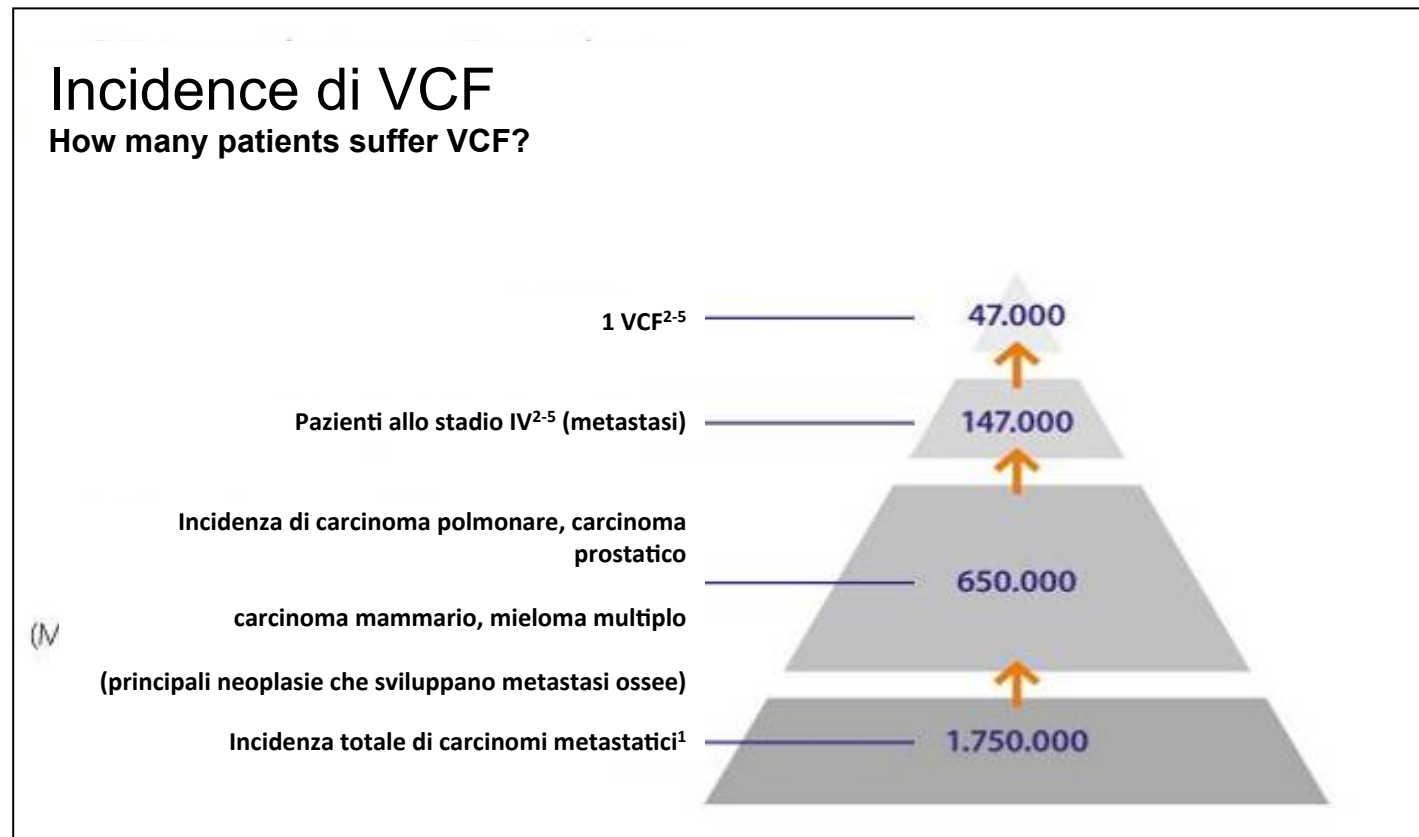 Incidence di VCF
How many patients suffer VCF?
1 VCF2-5
47.000
Pazienti allo stadio IV2-5 (metastasi)
147.000
Incidenza di carcinoma polmonare, carcinoma
prostatico
650.000
carcinoma mammario, mieloma multiplo
(principali neoplasie che sviluppano metastasi ossee)
Incidenza totale di carcinomi metastatici1
1.750.000